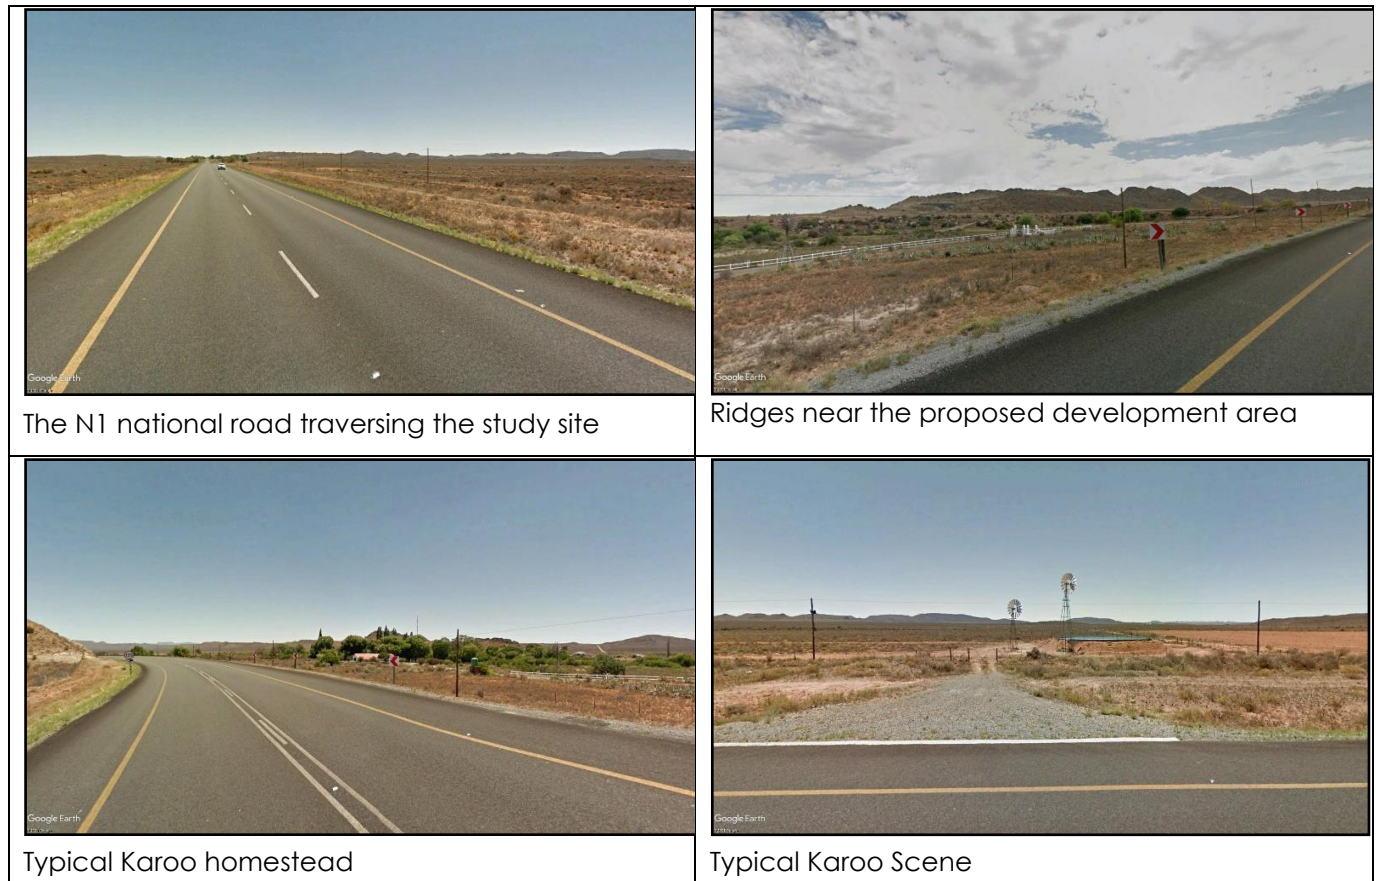 Google Earth
Google Earth
The N1 national road traversing the study site
Ridges near the proposed development area
Google Earth
Google Earth
Typical Karoo homestead
Typical Karoo Scene